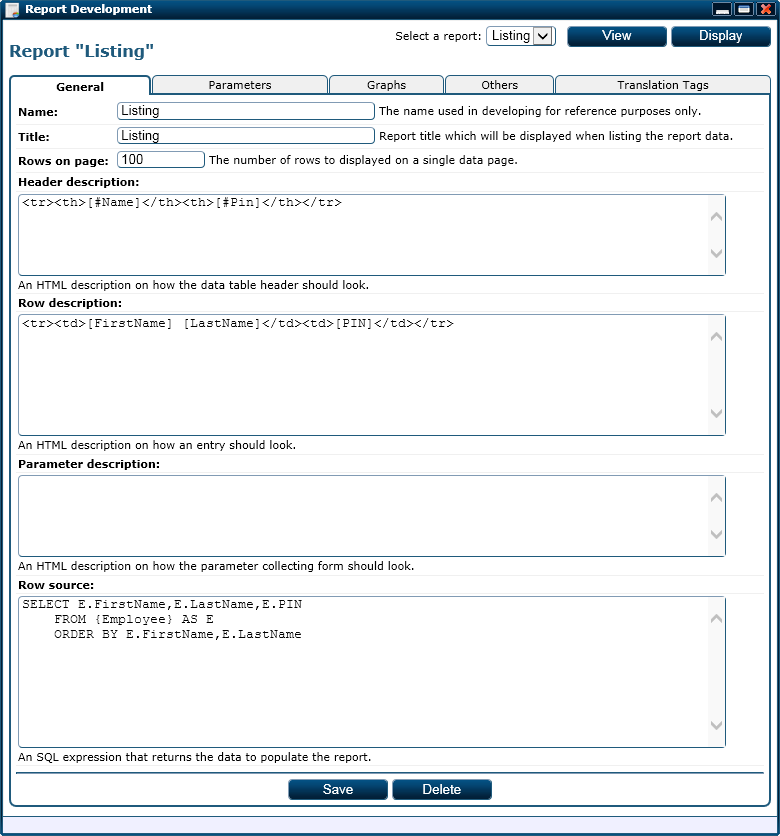 Report Development
Select a report: Listing View Display
Report "Listing"
General Parameters Graphs Others Translation Tags
Name: Listing The name used in developing for reference purposes only.
Title: Listing Report title which will be displayed when listing the report data.
Rows on page: 100 The number of rows to displayed on a single data page.
Header description:
<tr><th>[#Name]</th><th>[#Pin]</th></tr>
An HTML description on how the data table header should look.
Row description:
<tr><td>[FirstName] [LastName]</td><td>[PIN]</td></tr>
An HTML description on how an entry should look.
Parameter description:
An HTML description on how the parameter collecting form should look.
Row source:
SELECT E.FirstName,E.LastName,E.PIN
    FROM {Employee} AS E
    ORDER BY E.FirstName,E.LastName
An SQL expression that returns the data to populate the report.
Save Delete